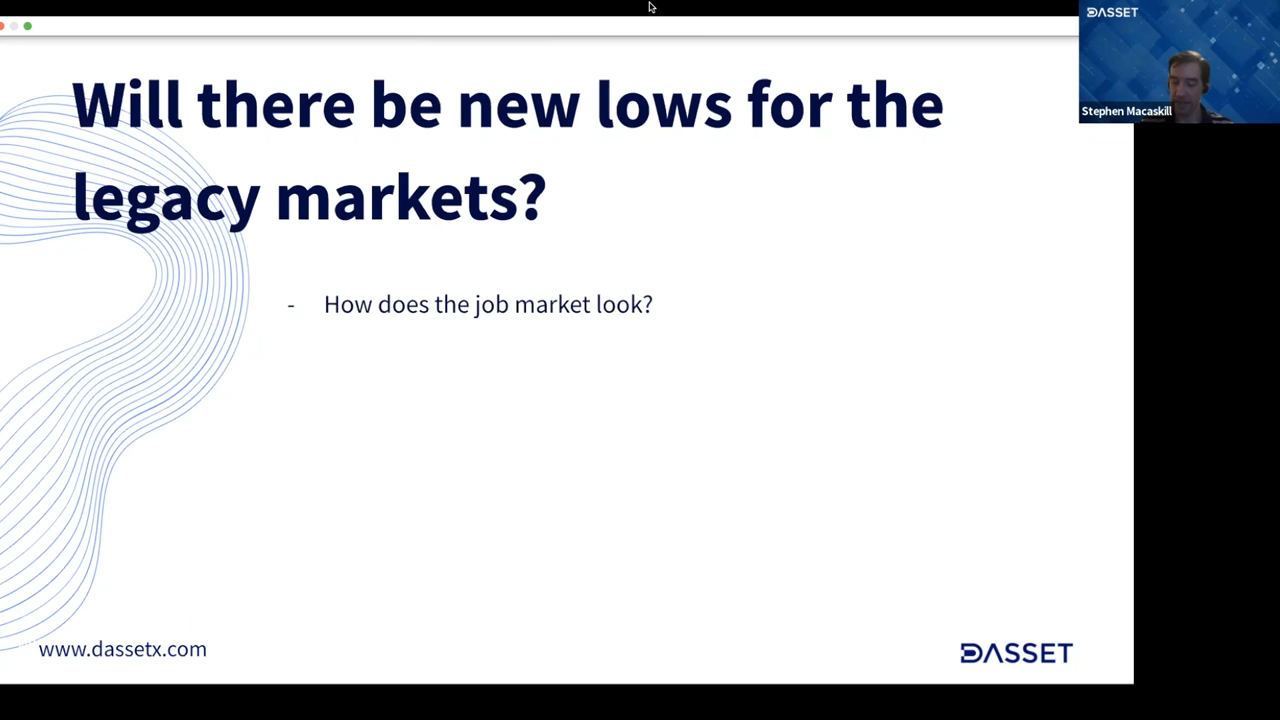 Will there be new lows for the
legacy markets?
- How does the job market look?
www.dassetx.com
DASSET
DASSET
Stephen Macaskill